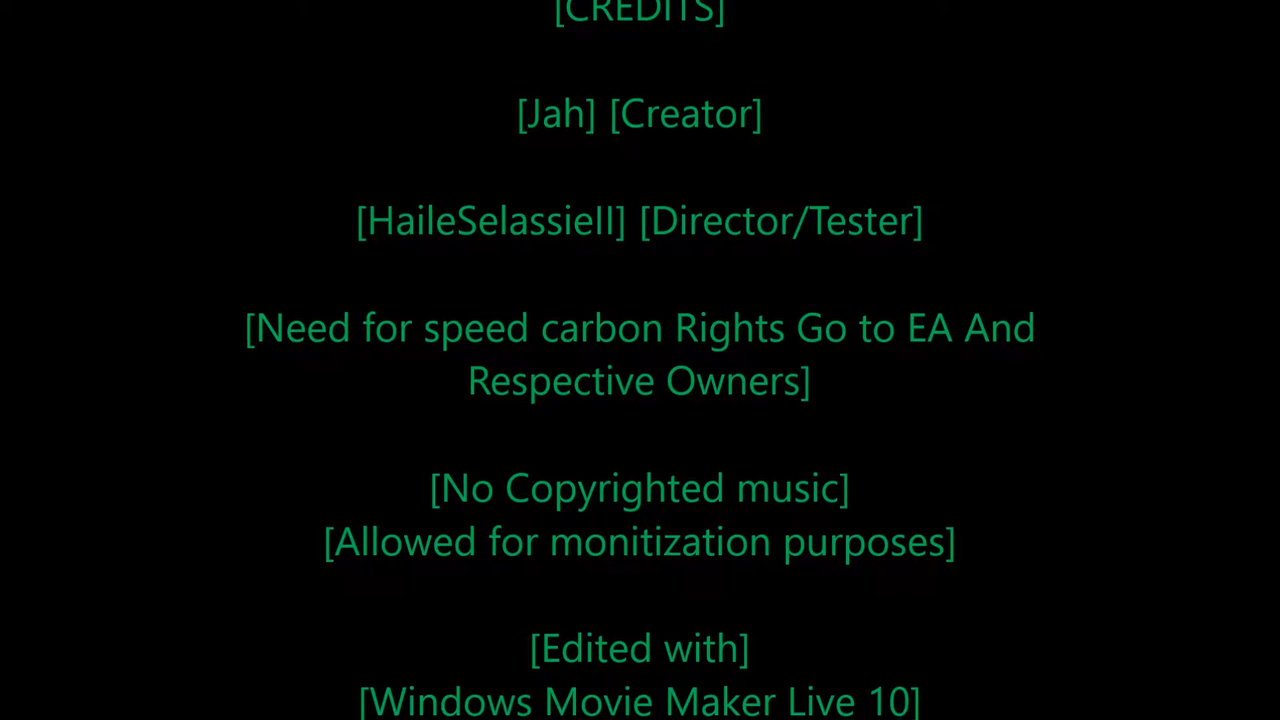 [CREDITS]
[Jah] [Creator]
[HaileSelassieII] [Director/Tester]
[Need for speed carbon Rights Go to EA And
Respective Owners]
[No Copyrighted music]
[Allowed for monitization purposes]
[Edited with]
[Windows Movie Maker Live 10]